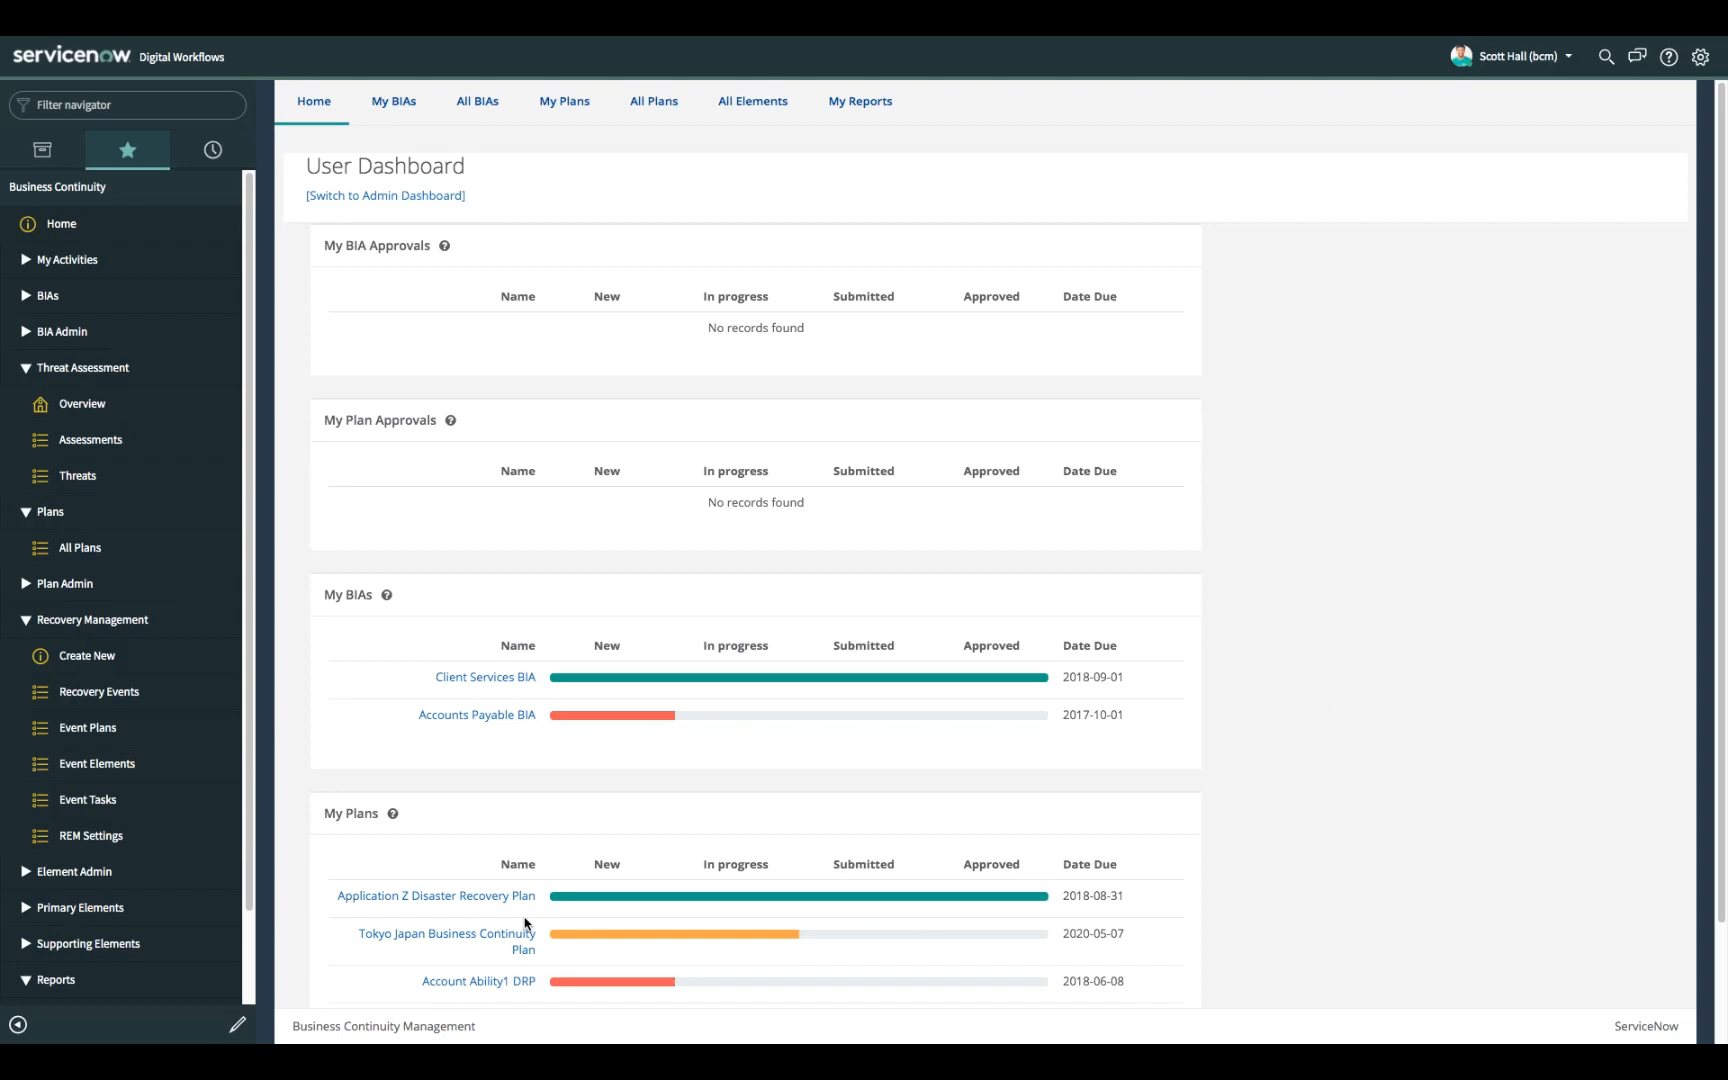 servicenow Digital Workflows
Scott Hall (bcm)
Filter navigator
Business Continuity
Home
My Activities
BIAs
BIA Admin
Threat Assessment
Overview
Assessments
Threats
Plans
All Plans
Plan Admin
Recovery Management
Create New
Recovery Events
Event Plans
Event Elements
Event Tasks
REM Settings
Element Admin
Primary Elements
Supporting Elements
Reports
Home My BIAs All BIAs My Plans All Plans All Elements My Reports
User Dashboard
[Switch to Admin Dashboard]
My BIA Approvals
Name New In progress Submitted Approved Date Due
No records found
My Plan Approvals
Name New In progress Submitted Approved Date Due
No records found
My BIAs
Name New In progress Submitted Approved Date Due
Client Services BIA 2018-09-01
Accounts Payable BIA 2017-10-01
My Plans
Name New In progress Submitted Approved Date Due
Application Z Disaster Recovery Plan 2018-08-31
Tokyo Japan Business Continuity 2020-05-07
Plan
Account Ability1 DRP 2018-06-08
Business Continuity Management ServiceNow